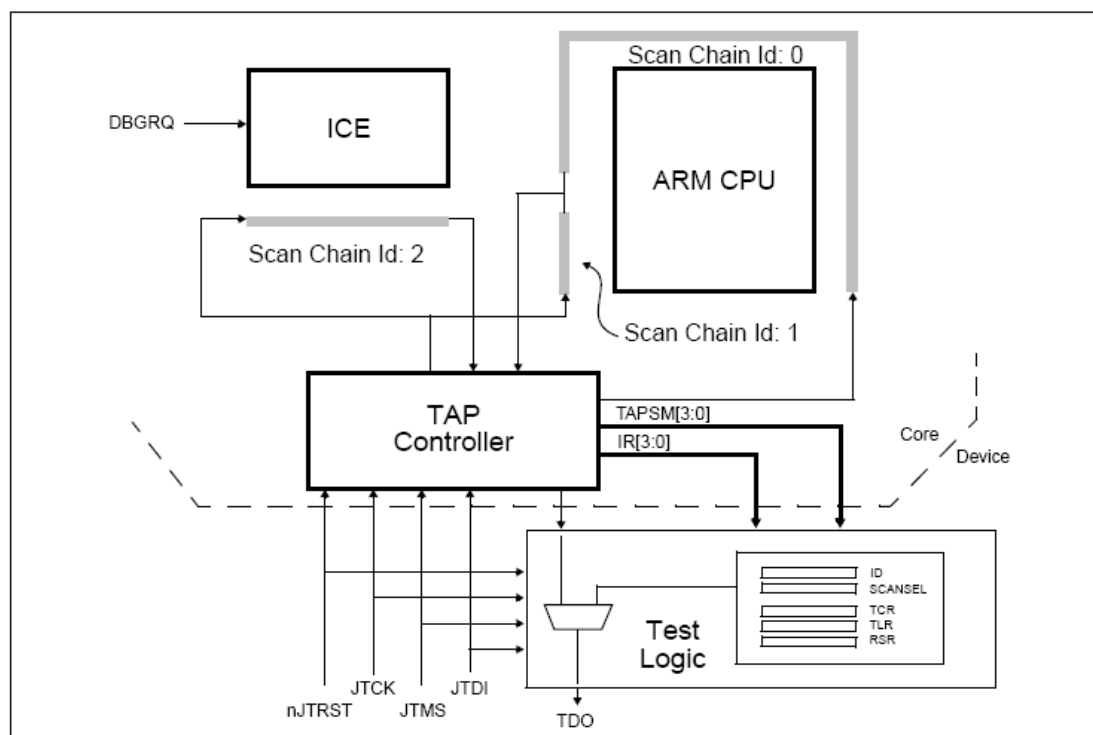 Scan Chain Id: 0
DBGRQ
ICE
ARM CPU
Scan Chain Id: 2
Scan Chain Id: 1
TAP
Controller
TAPSM[3:0]
IR[3:0]
Core
Device
ID
SCANSEL
TCR
TLR
RSR
Test
Logic
nJTRST
JTCK
JTMS
JTDI
TDO